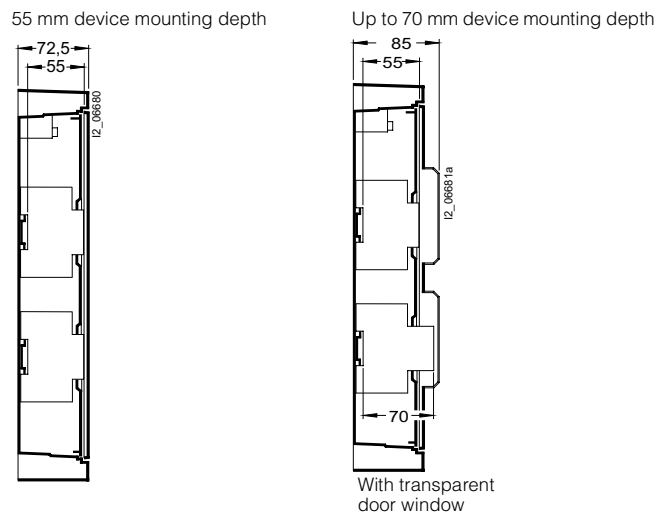 55 mm device mounting depth
72,5
55
I2_06680
Up to 70 mm device mounting depth
85
55
I2_06681a
70
With transparent
door window